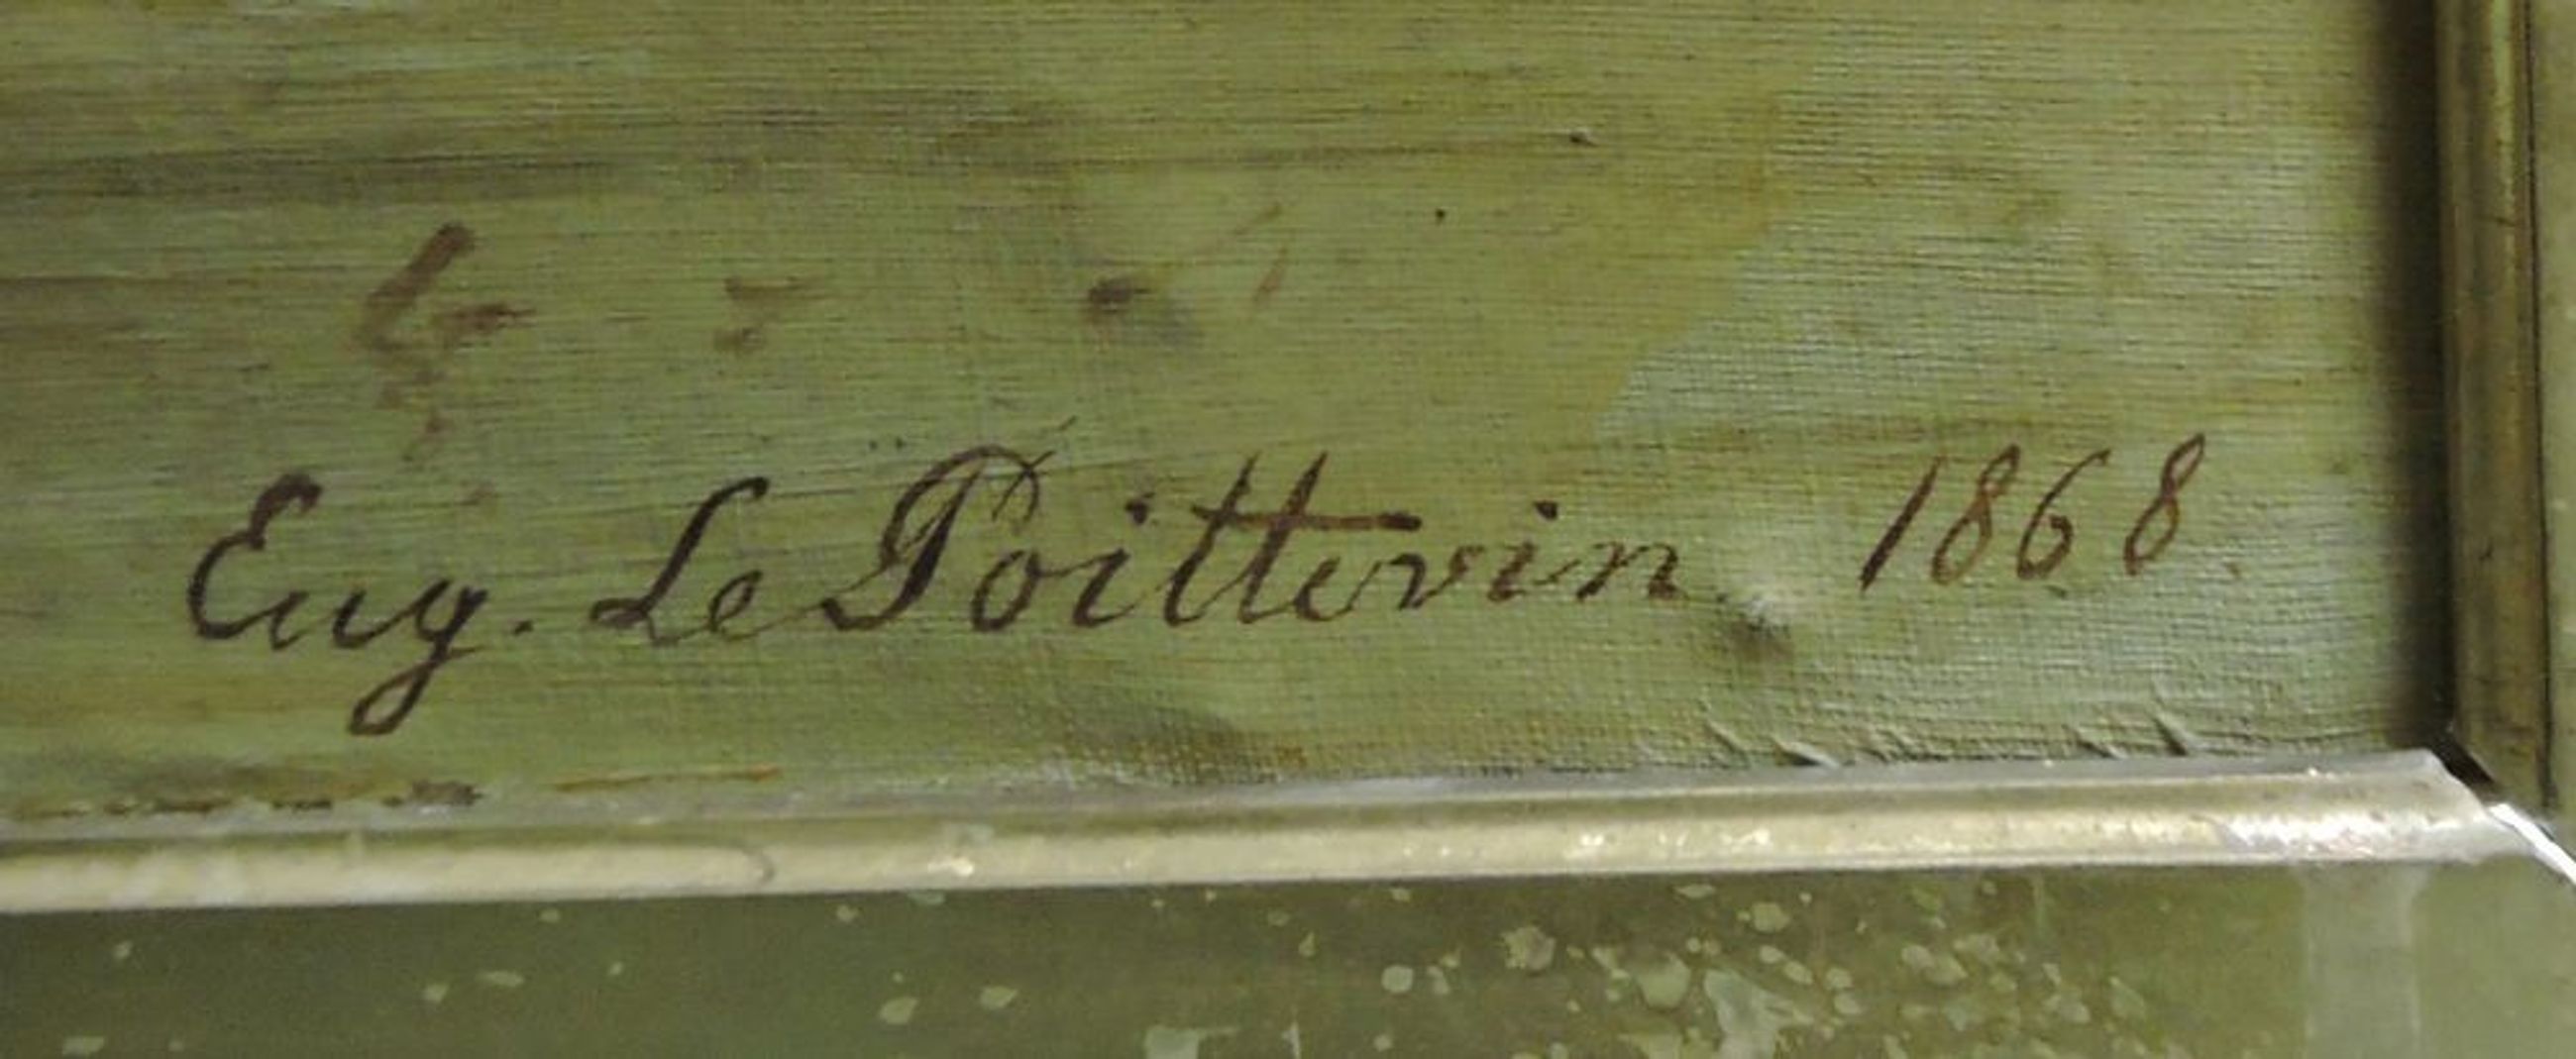 Eug. Le Poittevin 1868